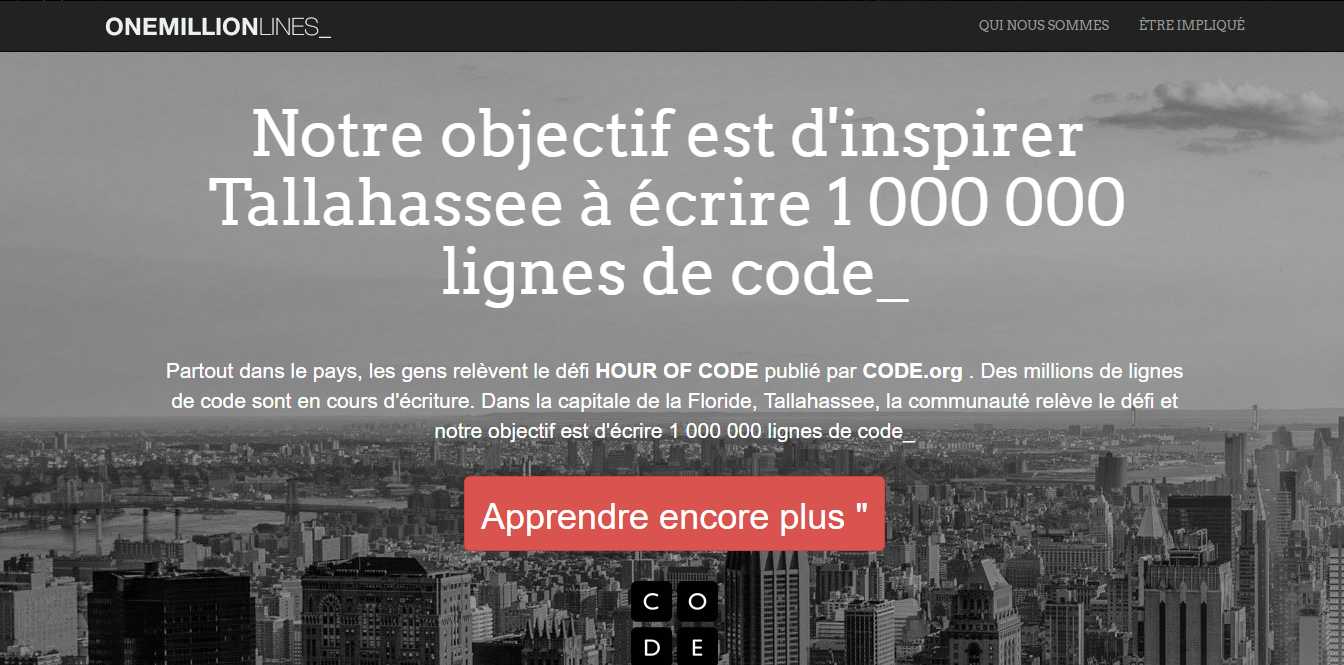 ONEMILLIONLINES_
QUI NOUS SOMMES
ÊTRE IMPLIQUÉ
Notre objectif est d'inspirer
Tallahassee à écrire 1 000 000
lignes de code_
Partout dans le pays, les gens relèvent le défi HOUR OF CODE publié par CODE.org . Des millions de lignes
de code sont en cours d'écriture. Dans la capitale de la Floride, Tallahassee, la communauté relève le défi et
notre objectif est d'écrire 1 000 000 lignes de code_
Apprendre encore plus "
C O
D E